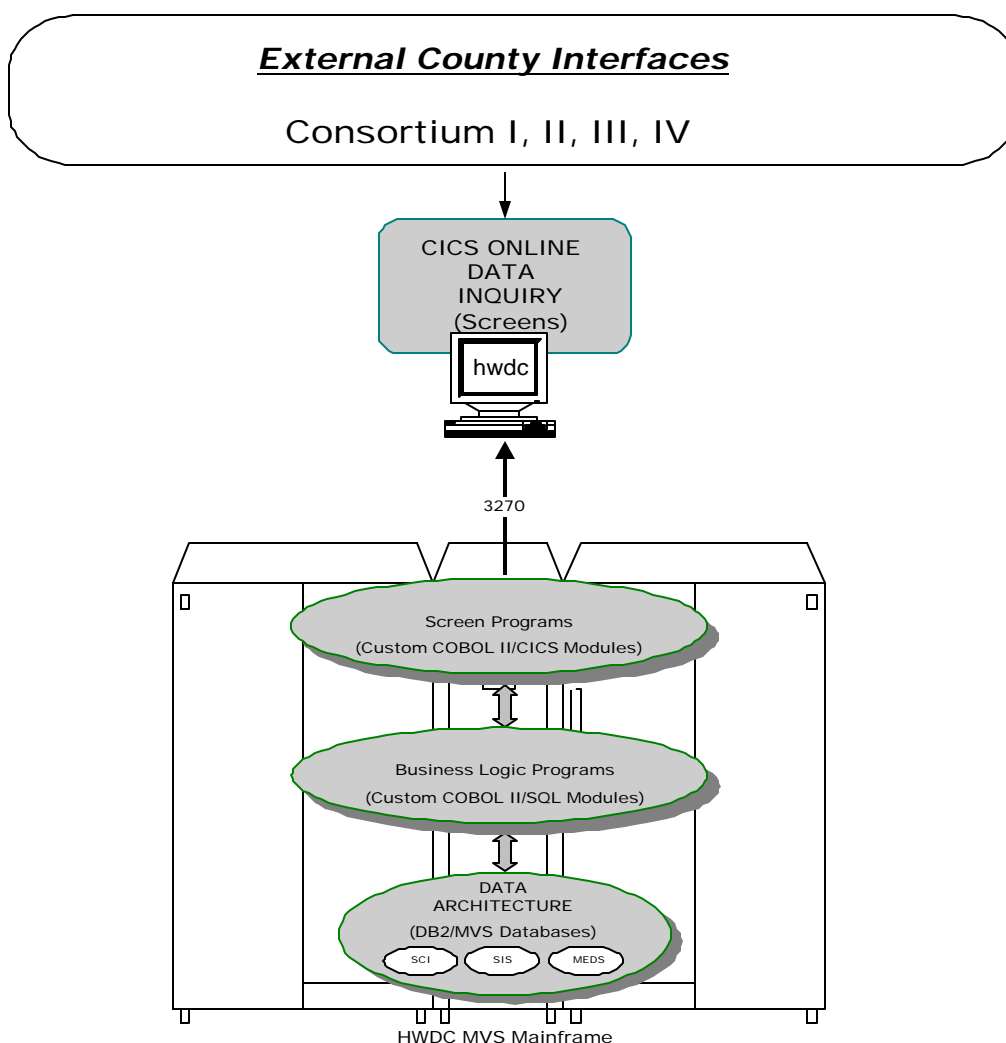 External County Interfaces
Consortium I, II, III, IV
CICS ONLINE
DATA
INQUIRY
(Screens)
hwdc
3270
Screen Programs
(Custom COBOL II/CICS Modules)
Business Logic Programs
(Custom COBOL II/SQL Modules)
DATA
ARCHITECTURE
(DB2/MVS Databases)
SCI SIS MEDS
HWDC MVS Mainframe